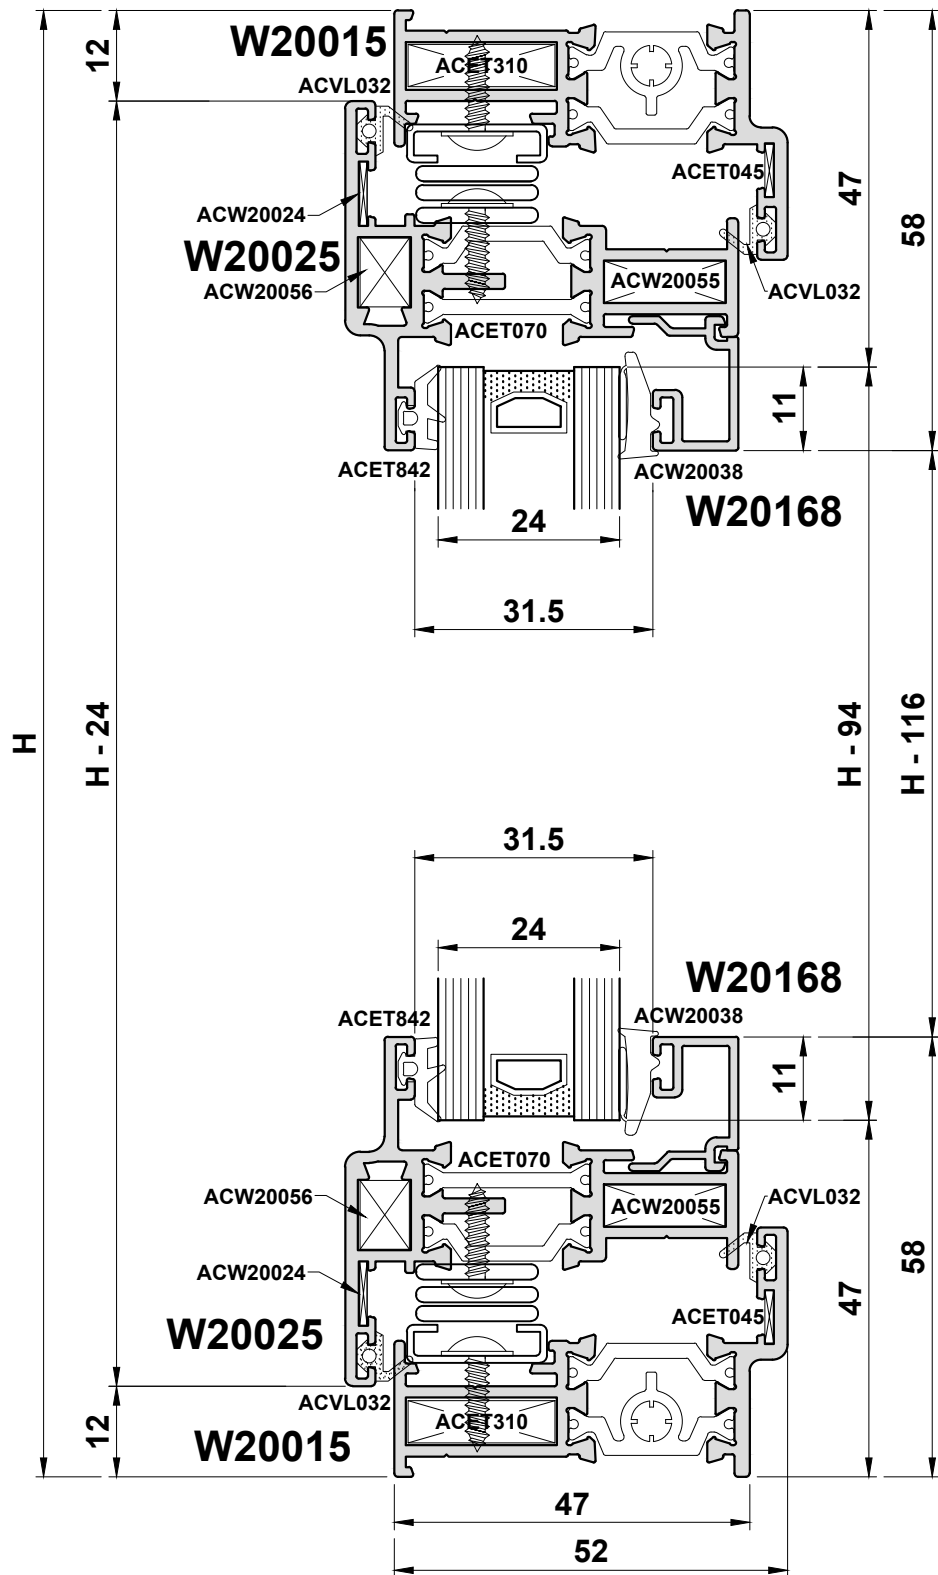 12
W20015
ACET310
ACVL032
47
58
ACET045
ACW20024
W20025
ACW20056
ACW20055
ACVL032
ACET070
11
ACET842
ACW20038
W20168
24
31.5
H
H - 24
H - 94
H - 116
31.5
24
W20168
ACET842
ACW20038
11
ACET070
ACW20056
ACW20055
ACVL032
ACW20024
ACET045
47
58
W20025
ACVL032
12
W20015
ACET310
47
52